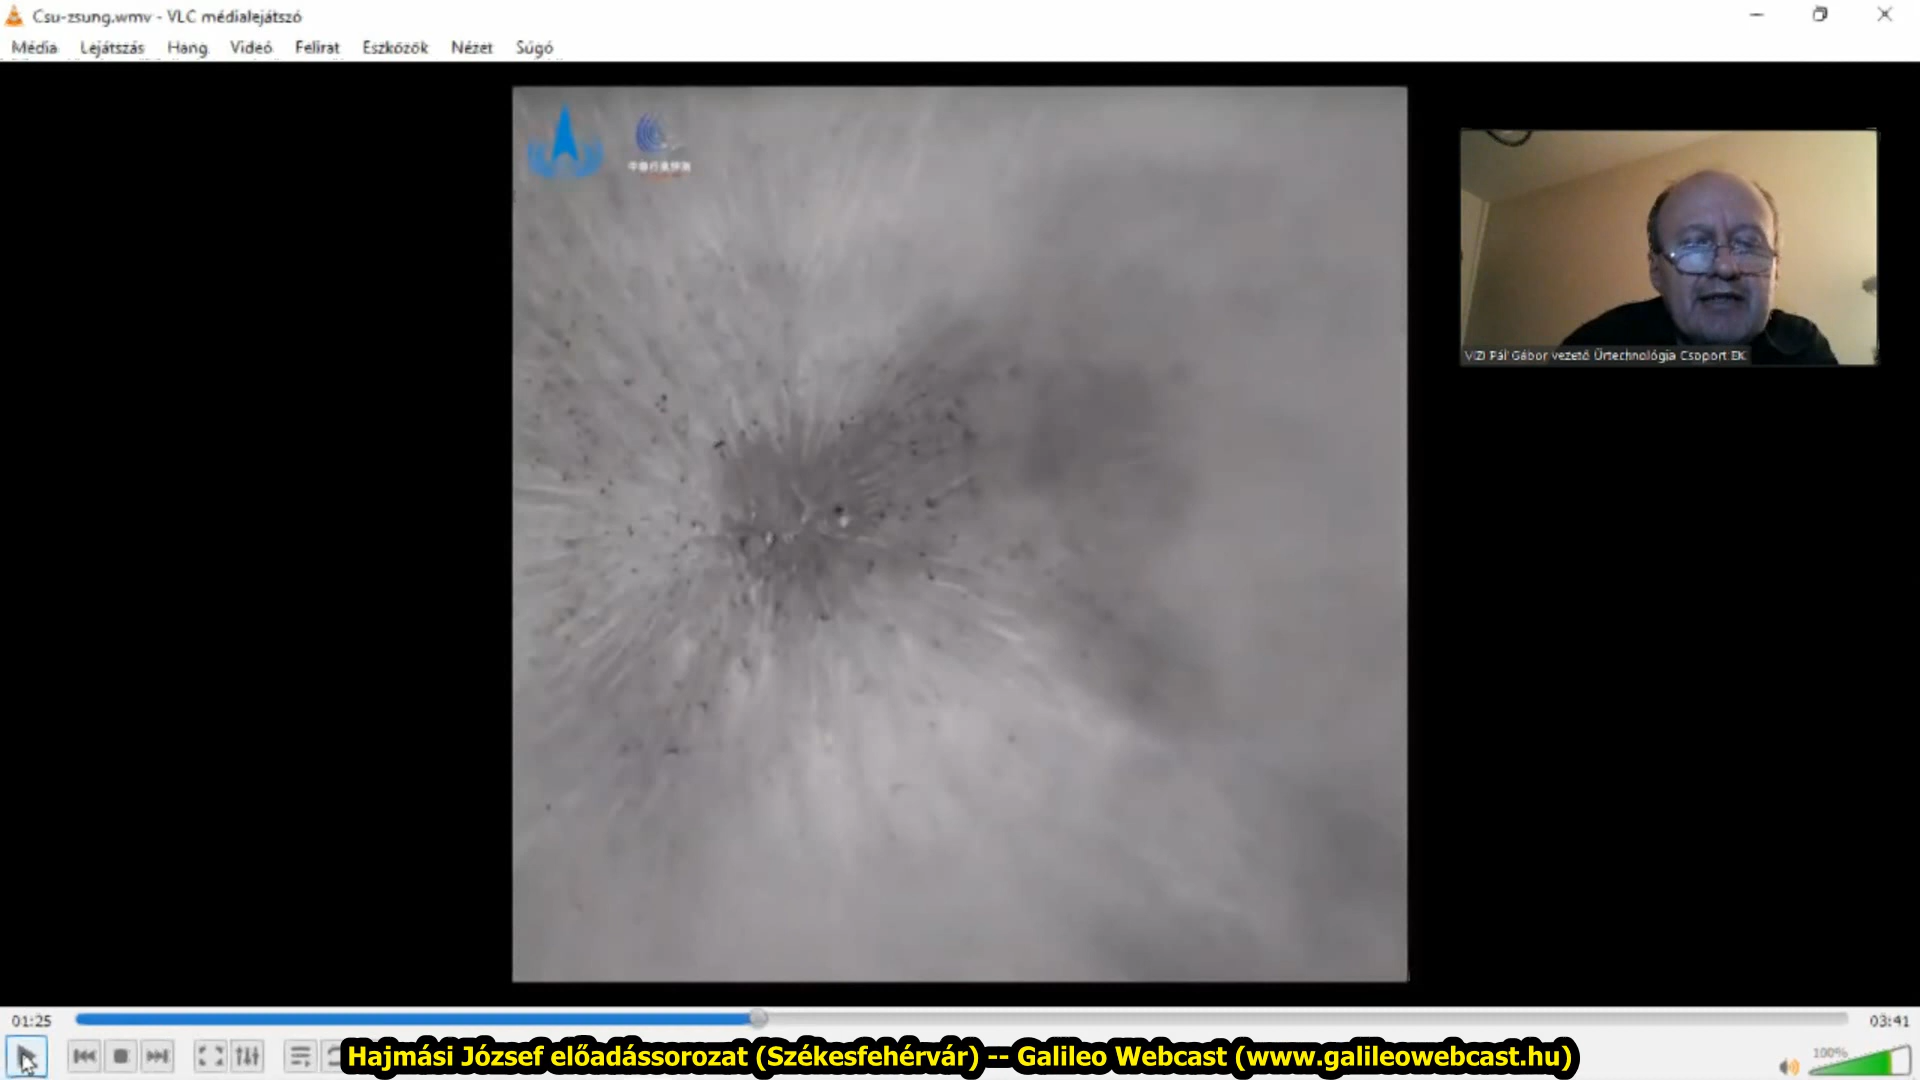 Csu-zsung.wmv - VLC médialejátszó
Média Lejátszás Hang Videó Felirat Eszközök Nézet Súgó
VIZI Pál Gábor vezető Űrtechnológia Csoport EK
01:25
03:41
100%
Hajmási József előadássorozat (Székesfehérvár) -- Galileo Webcast (www.galileowebcast.hu)